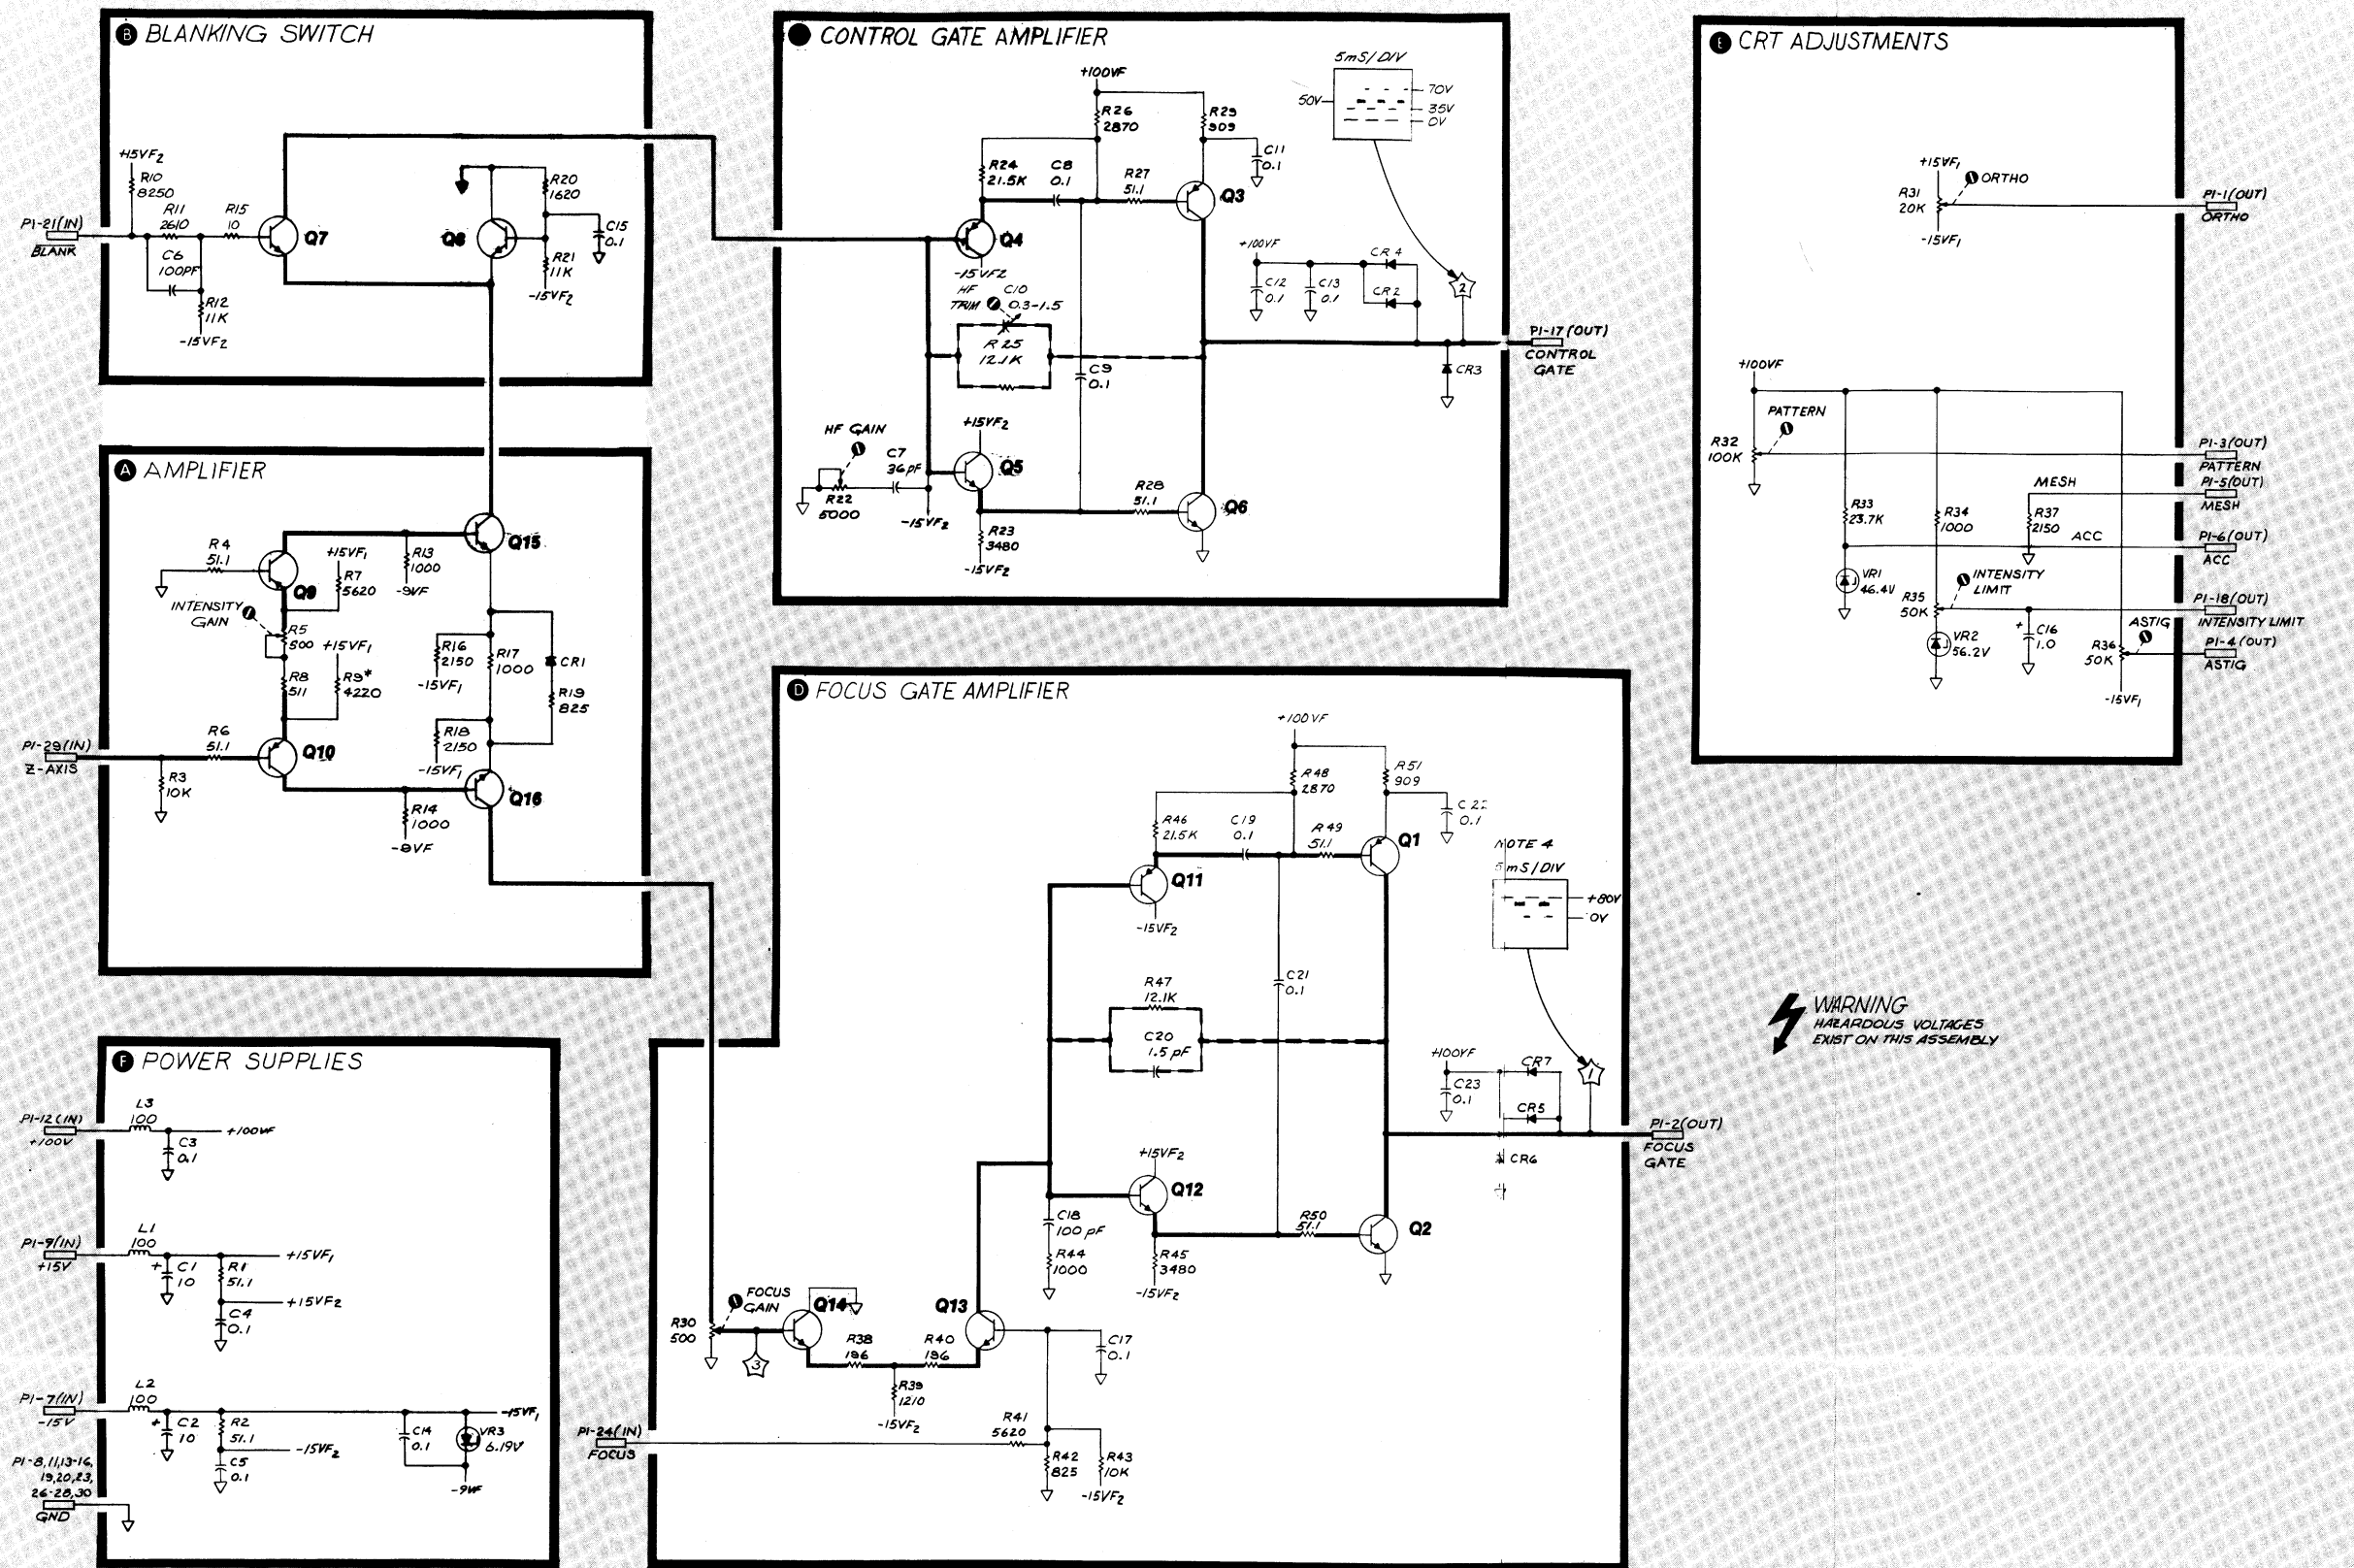 B BLANKING SWITCH
+15VF2
R10
8250
R11
2610
R15
10
P1-21(IN)
BLANK
C6
100PF
R12
11K
-15VF2
Q7
Q8
R20
1620
C15
0.1
R21
11K
-15VF2
A AMPLIFIER
R4
51.1
Q9
+15VF1
R7
5620
R13
1000
-9VF
Q15
INTENSITY
GAIN
R5
500
+15VF1
R8
511
R9*
4220
R16
2150
-15VF1
R17
1000
CR1
R19
825
R18
2150
-15VF1
P1-29(IN)
Z-AXIS
R6
51.1
Q10
R3
10K
R14
1000
-9VF
Q16
F POWER SUPPLIES
P1-12(IN)
+100V
L3
100
+100VF
C3
0.1
P1-9(IN)
+15V
L1
100
+15VF1
+
C1
10
R1
51.1
+15VF2
C4
0.1
P1-7(IN)
-15V
L2
100
-15VF1
+
C2
10
R2
51.1
-15VF2
C5
0.1
C14
0.1
VR3
6.19V
-9VF
P1-8,11,13-16,
19,20,23,
26-28,30
GND
CONTROL GATE AMPLIFIER
+100VF
R26
2870
R29
909
C11
0.1
R24
21.5K
C8
0.1
R27
51.1
Q3
Q4
-15VF2
HF
TRIM
C10
0.3-1.5
R25
12.1K
C9
0.1
HF GAIN
R22
5000
C7
36pF
-15VF2
+15VF2
Q5
R23
3480
-15VF2
R28
51.1
Q6
5mS/DIV
50V
70V
35V
0V
+100VF
C12
0.1
C13
0.1
CR4
CR2
2
CR3
P1-17(OUT)
CONTROL
GATE
D FOCUS GATE AMPLIFIER
+100VF
R48
2870
R51
909
C22
0.1
R46
21.5K
C19
0.1
R49
51.1
Q1
Q11
-15VF2
R47
12.1K
C20
1.5pF
C21
0.1
NOTE 4
5mS/DIV
+80V
0V
+100VF
C23
0.1
CR7
CR5
1
CR6
P1-2(OUT)
FOCUS
GATE
+15VF2
Q12
C18
100pF
R44
1000
R45
3480
-15VF2
R50
51.1
Q2
R30
500
FOCUS
GAIN
3
Q14
R38
196
R40
196
Q13
R39
1210
-15VF2
C17
0.1
P1-24(IN)
FOCUS
R41
5620
R42
825
R43
10K
-15VF2
E CRT ADJUSTMENTS
+15VF1
R31
20K
ORTHO
-15VF1
P1-1(OUT)
ORTHO
+100VF
PATTERN
R32
100K
P1-3(OUT)
PATTERN
MESH
P1-5(OUT)
MESH
R33
23.7K
R34
1000
R37
2150
ACC
P1-6(OUT)
ACC
VR1
46.4V
INTENSITY
LIMIT
R35
50K
P1-18(OUT)
INTENSITY LIMIT
VR2
56.2V
+
C16
1.0
ASTIG
R36
50K
P1-4(OUT)
ASTIG
-15VF1
WARNING
HAZARDOUS VOLTAGES
EXIST ON THIS ASSEMBLY